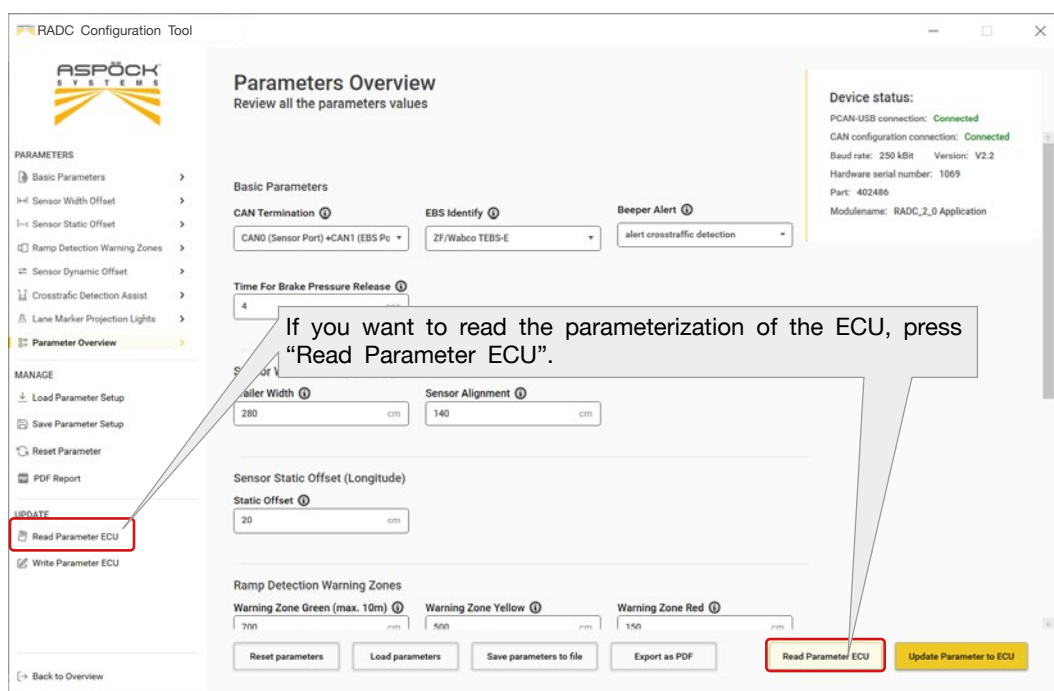 RADC Configuration Tool
ASPÖCK
SYSTEMS
PARAMETERS
Basic Parameters
Sensor Width Offset
Sensor Static Offset
Ramp Detection Warning Zones
Sensor Dynamic Offset
Crosstrafic Detection Assist
Lane Marker Projection Lights
Parameter Overview
MANAGE
Load Parameter Setup
Save Parameter Setup
Reset Parameter
PDF Report
UPDATE
Read Parameter ECU
Write Parameter ECU
Back to Overview
Parameters Overview
Review all the parameters values
Device status:
PCAN-USB connection: Connected
CAN configuration connection: Connected
Baud rate: 250 kBit Version: V2.2
Hardware serial number: 1069
Part: 402486
Modulename: RADC_2_0 Application
Basic Parameters
CAN Termination EBS Identify Beeper Alert
CAN0 (Sensor Port) +CAN1 (EBS Po ZF/Wabco TEBS-E alert crosstraffic detection
Time For Brake Pressure Release
4
If you want to read the parameterization of the ECU, press
“Read Parameter ECU”.
Width Sensor Alignment
280 cm 140 cm
Sensor Static Offset (Longitude)
Static Offset
20 cm
Ramp Detection Warning Zones
Warning Zone Green (max. 10m) Warning Zone Yellow Warning Zone Red
700 cm 500 cm 150 cm
Reset parameters Load parameters Save parameters to file Export as PDF Read Parameter ECU Update Parameter to ECU